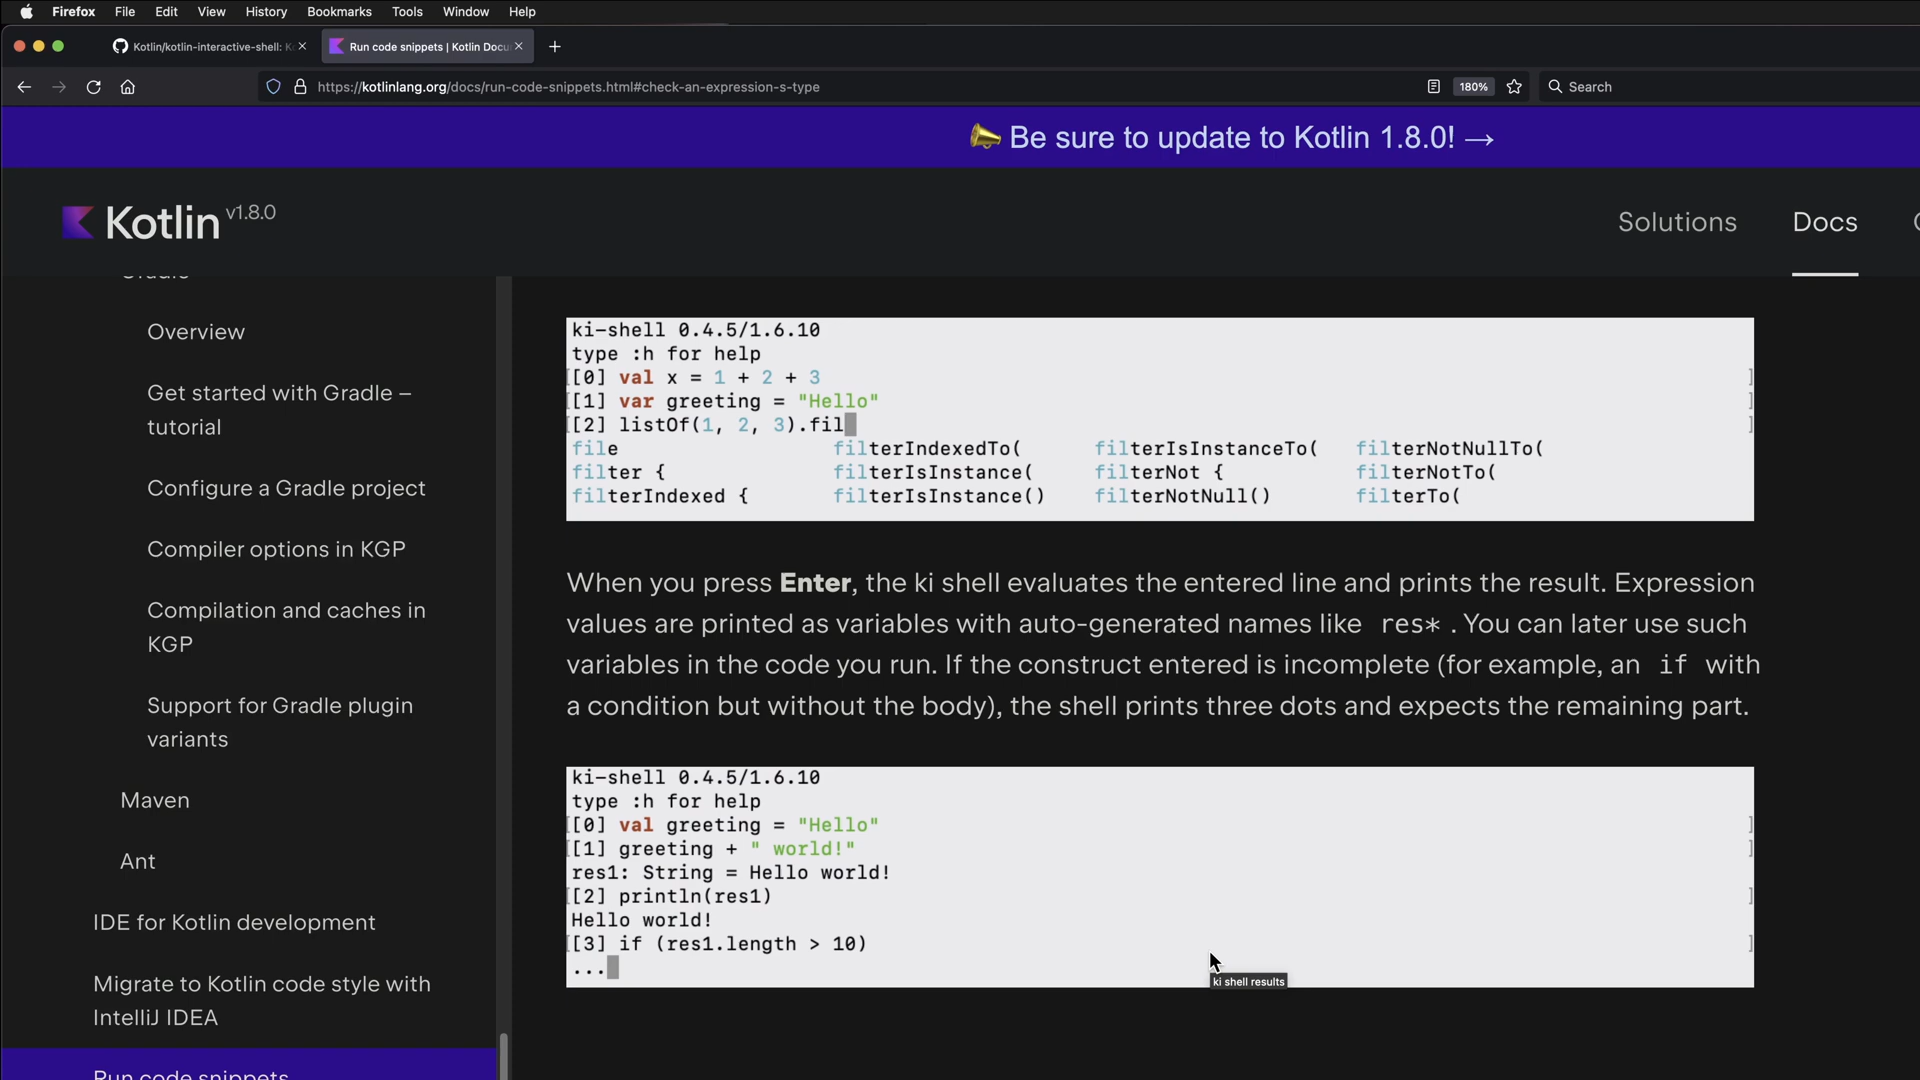 Firefox File Edit View History Bookmarks Tools Window Help
Kotlin/kotlin-interactive-shell: K
Run code snippets | Kotlin Docu
https://kotlinlang.org/docs/run-code-snippets.html#check-an-expression-s-type
180%
Search
Be sure to update to Kotlin 1.8.0! →
Kotlin v1.8.0
Solutions
Docs
Gradle
Overview
Get started with Gradle –
tutorial
Configure a Gradle project
Compiler options in KGP
Compilation and caches in
KGP
Support for Gradle plugin
variants
Maven
Ant
IDE for Kotlin development
Migrate to Kotlin code style with
IntelliJ IDEA
Run code snippets
ki-shell 0.4.5/1.6.10
type :h for help
[[0] val x = 1 + 2 + 3 ]
[[1] var greeting = "Hello" ]
[[2] listOf(1, 2, 3).fil ]
file filterIndexedTo( filterIsInstanceTo( filterNotNullTo(
filter { filterIsInstance( filterNot { filterNotTo(
filterIndexed { filterIsInstance() filterNotNull() filterTo(
When you press Enter, the ki shell evaluates the entered line and prints the result. Expression
values are printed as variables with auto-generated names like res* . You can later use such
variables in the code you run. If the construct entered is incomplete (for example, an if with
a condition but without the body), the shell prints three dots and expects the remaining part.
ki-shell 0.4.5/1.6.10
type :h for help
[[0] val greeting = "Hello" ]
[[1] greeting + " world!" ]
res1: String = Hello world!
[[2] println(res1) ]
Hello world!
[[3] if (res1.length > 10) ]
...
ki shell results